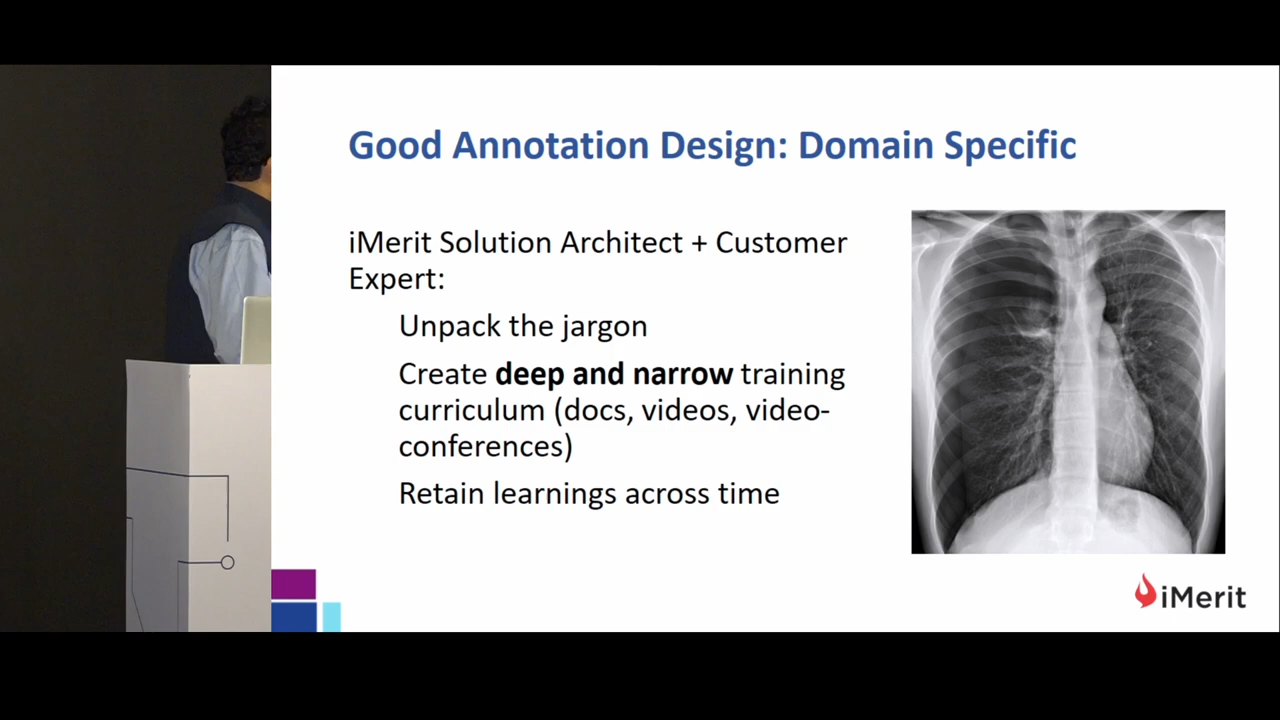 Good Annotation Design: Domain Specific
iMerit Solution Architect + Customer
Expert:
Unpack the jargon
Create deep and narrow training
curriculum (docs, videos, video-
conferences)
Retain learnings across time
iMerit